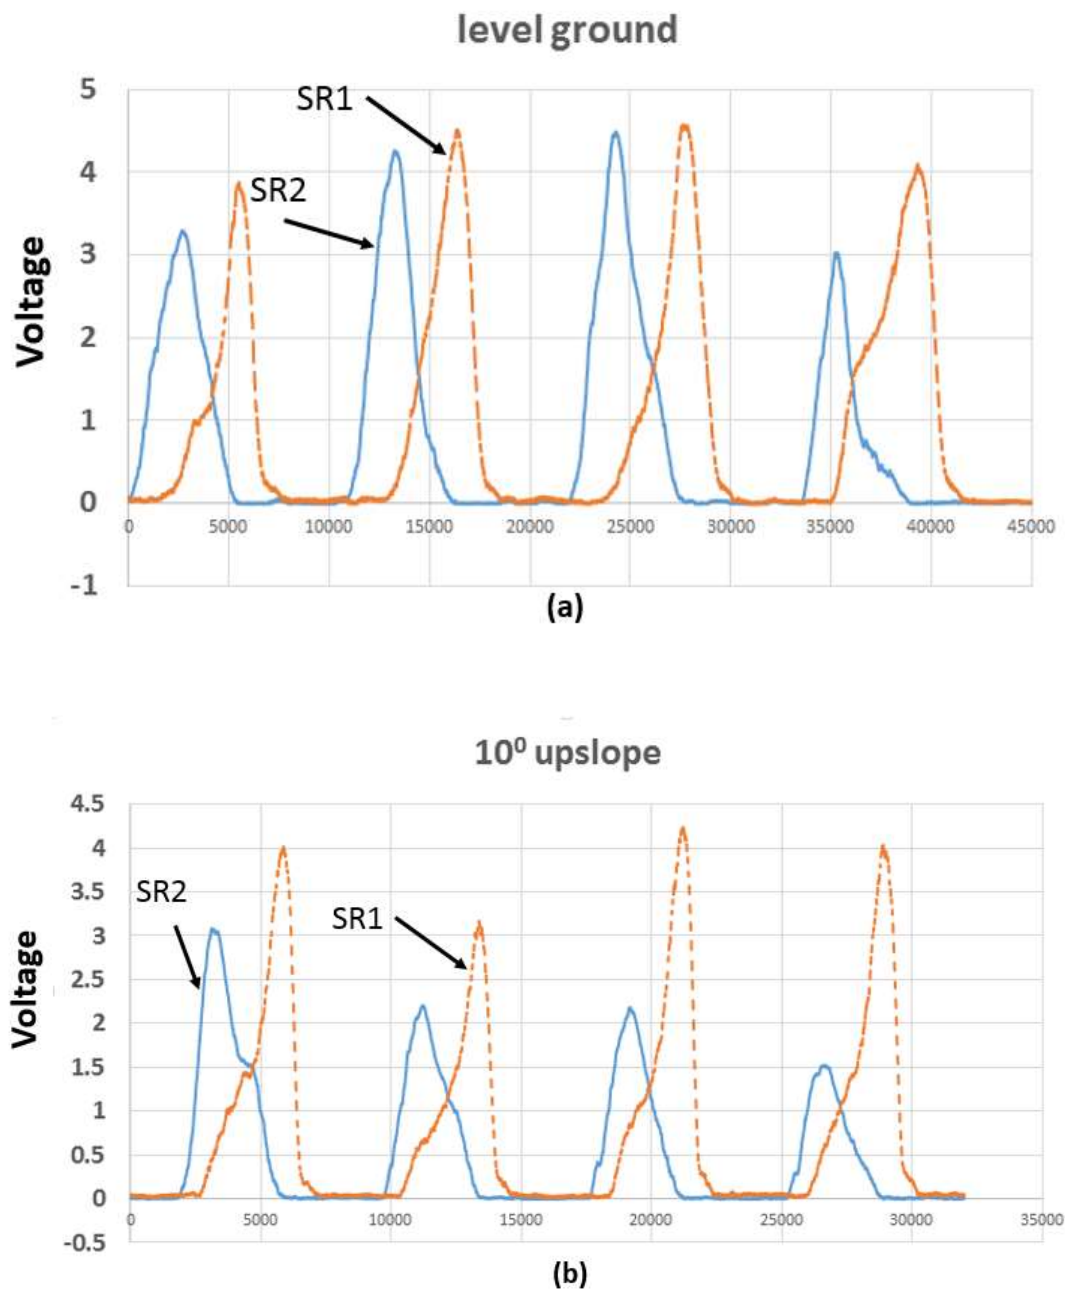 level ground
5
4
3
2
1
0
-1
Voltage
SR1
SR2
0 5000 10000 15000 20000 25000 30000 35000 40000 45000
(a)
10⁰ upslope
4.5
4
3.5
3
2.5
2
1.5
1
0.5
0
-0.5
Voltage
SR2
SR1
0 5000 10000 15000 20000 25000 30000 35000
(b)